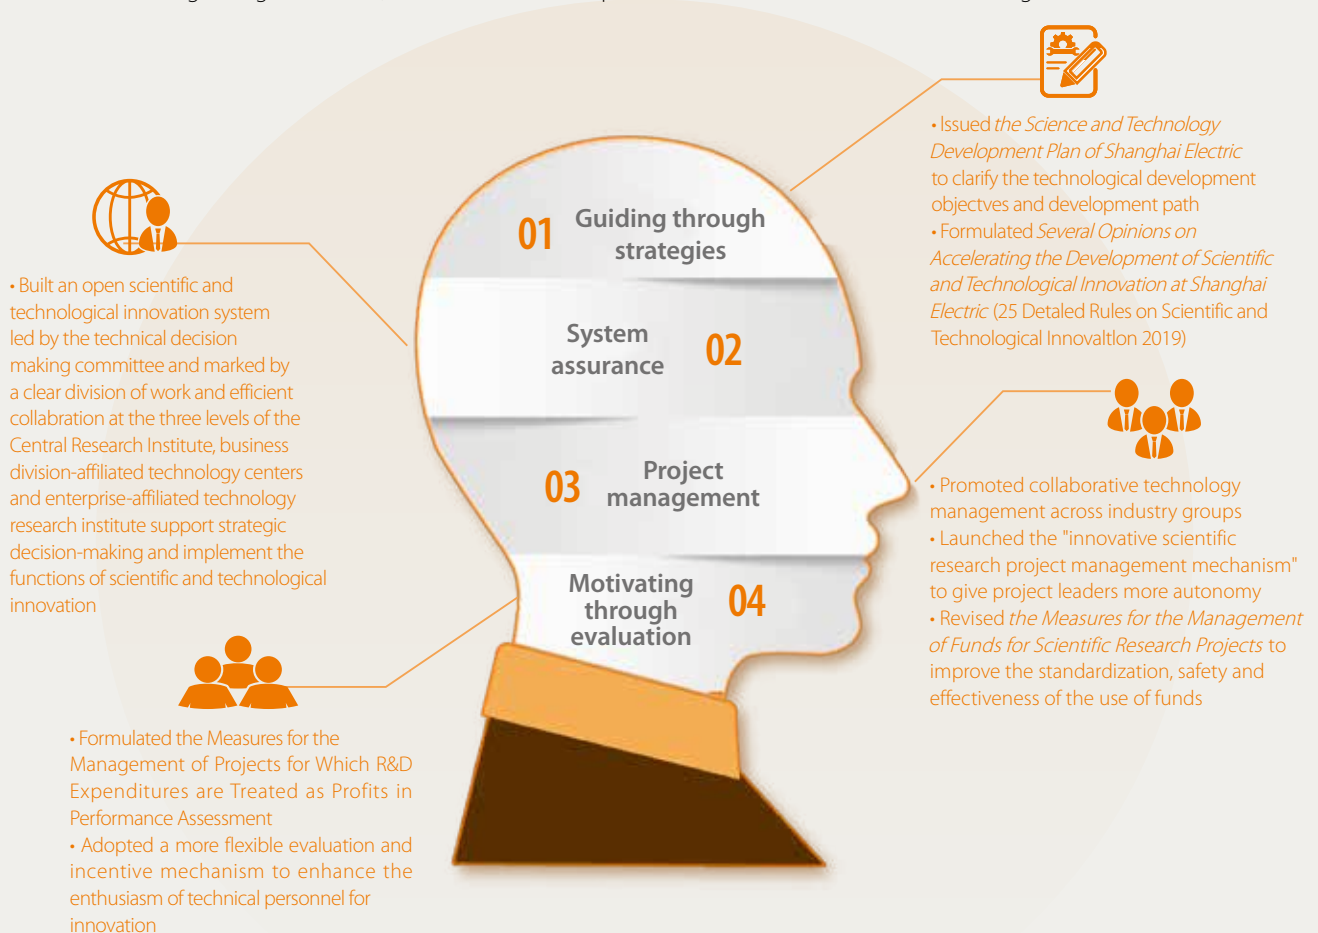 01 Guiding through
strategies
System
assurance 02
03 Project
management
Motivating
through
evaluation 04
• Issued the Science and Technology
Development Plan of Shanghai Electric
to clarify the technological development
objectves and development path
• Formulated Several Opinions on
Accelerating the Development of Scientific
and Technological Innovation at Shanghai
Electric (25 Detaled Rules on Scientific and
Technological Innovaltlon 2019)
• Built an open scientific and
technological innovation system
led by the technical decision
making committee and marked by
a clear division of work and efficient
collabration at the three levels of the
Central Research Institute, business
division-affiliated technology centers
and enterprise-affiliated technology
research institute support strategic
decision-making and implement the
functions of scientific and technological
innovation
• Promoted collaborative technology
management across industry groups
• Launched the "innovative scientific
research project management mechanism"
to give project leaders more autonomy
• Revised the Measures for the Management
of Funds for Scientific Research Projects to
improve the standardization, safety and
effectiveness of the use of funds
• Formulated the Measures for the
Management of Projects for Which R&D
Expenditures are Treated as Profits in
Performance Assessment
• Adopted a more flexible evaluation and
incentive mechanism to enhance the
enthusiasm of technical personnel for
innovation